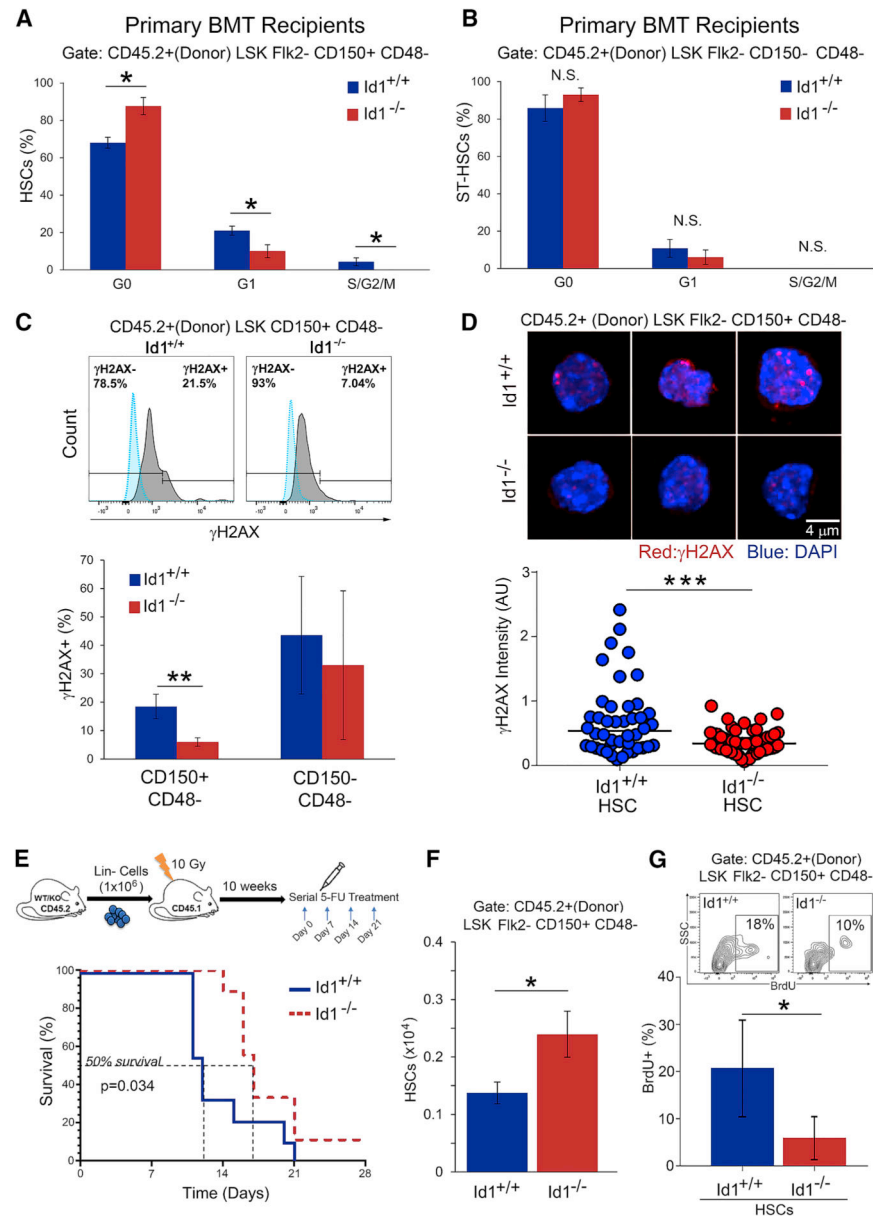 A
Primary BMT Recipients
Gate: CD45.2+(Donor) LSK Flk2- CD150+ CD48-
HSCs (%)
100
80
60
40
20
0
*
*
*
Id1+/+
Id1-/-
G0
G1
S/G2/M
B
Primary BMT Recipients
Gate: CD45.2+(Donor) LSK Flk2- CD150- CD48-
ST-HSCs (%)
100
80
60
40
20
0
N.S.
N.S.
N.S.
Id1+/+
Id1-/-
G0
G1
S/G2/M
C
CD45.2+(Donor) LSK CD150+ CD48-
Id1+/+
Id1-/-
γH2AX-
78.5%
γH2AX+
21.5%
γH2AX-
93%
γH2AX+
7.04%
Count
γH2AX
γH2AX+ (%)
70
60
50
40
30
20
10
0
Id1+/+
Id1-/-
**
CD150+
CD48-
CD150-
CD48-
D
CD45.2+ (Donor) LSK Flk2- CD150+ CD48-
Id1+/+
Id1-/-
4 μm
Red:γH2AX Blue: DAPI
γH2AX Intensity (AU)
3
2
1
0
***
Id1+/+
HSC
Id1-/-
HSC
E
WT/KO
CD45.2
Lin- Cells
(1x10⁶)
10 Gy
CD45.1
10 weeks
Serial 5-FU Treatment
Day 0
Day 7
Day 14
Day 21
Survival (%)
100
80
60
40
20
0
Id1+/+
Id1-/-
50% survival
p=0.034
0
7
14
21
28
Time (Days)
F
Gate: CD45.2+(Donor)
LSK Flk2- CD150+ CD48-
HSCs (x10⁴)
0.4
0.3
0.2
0.1
0
*
Id1+/+
Id1-/-
G
Gate: CD45.2+(Donor)
LSK Flk2- CD150+ CD48-
Id1+/+
Id1-/-
18%
10%
SSC
BrdU
BrdU+ (%)
40
30
20
10
0
*
Id1+/+
Id1-/-
HSCs